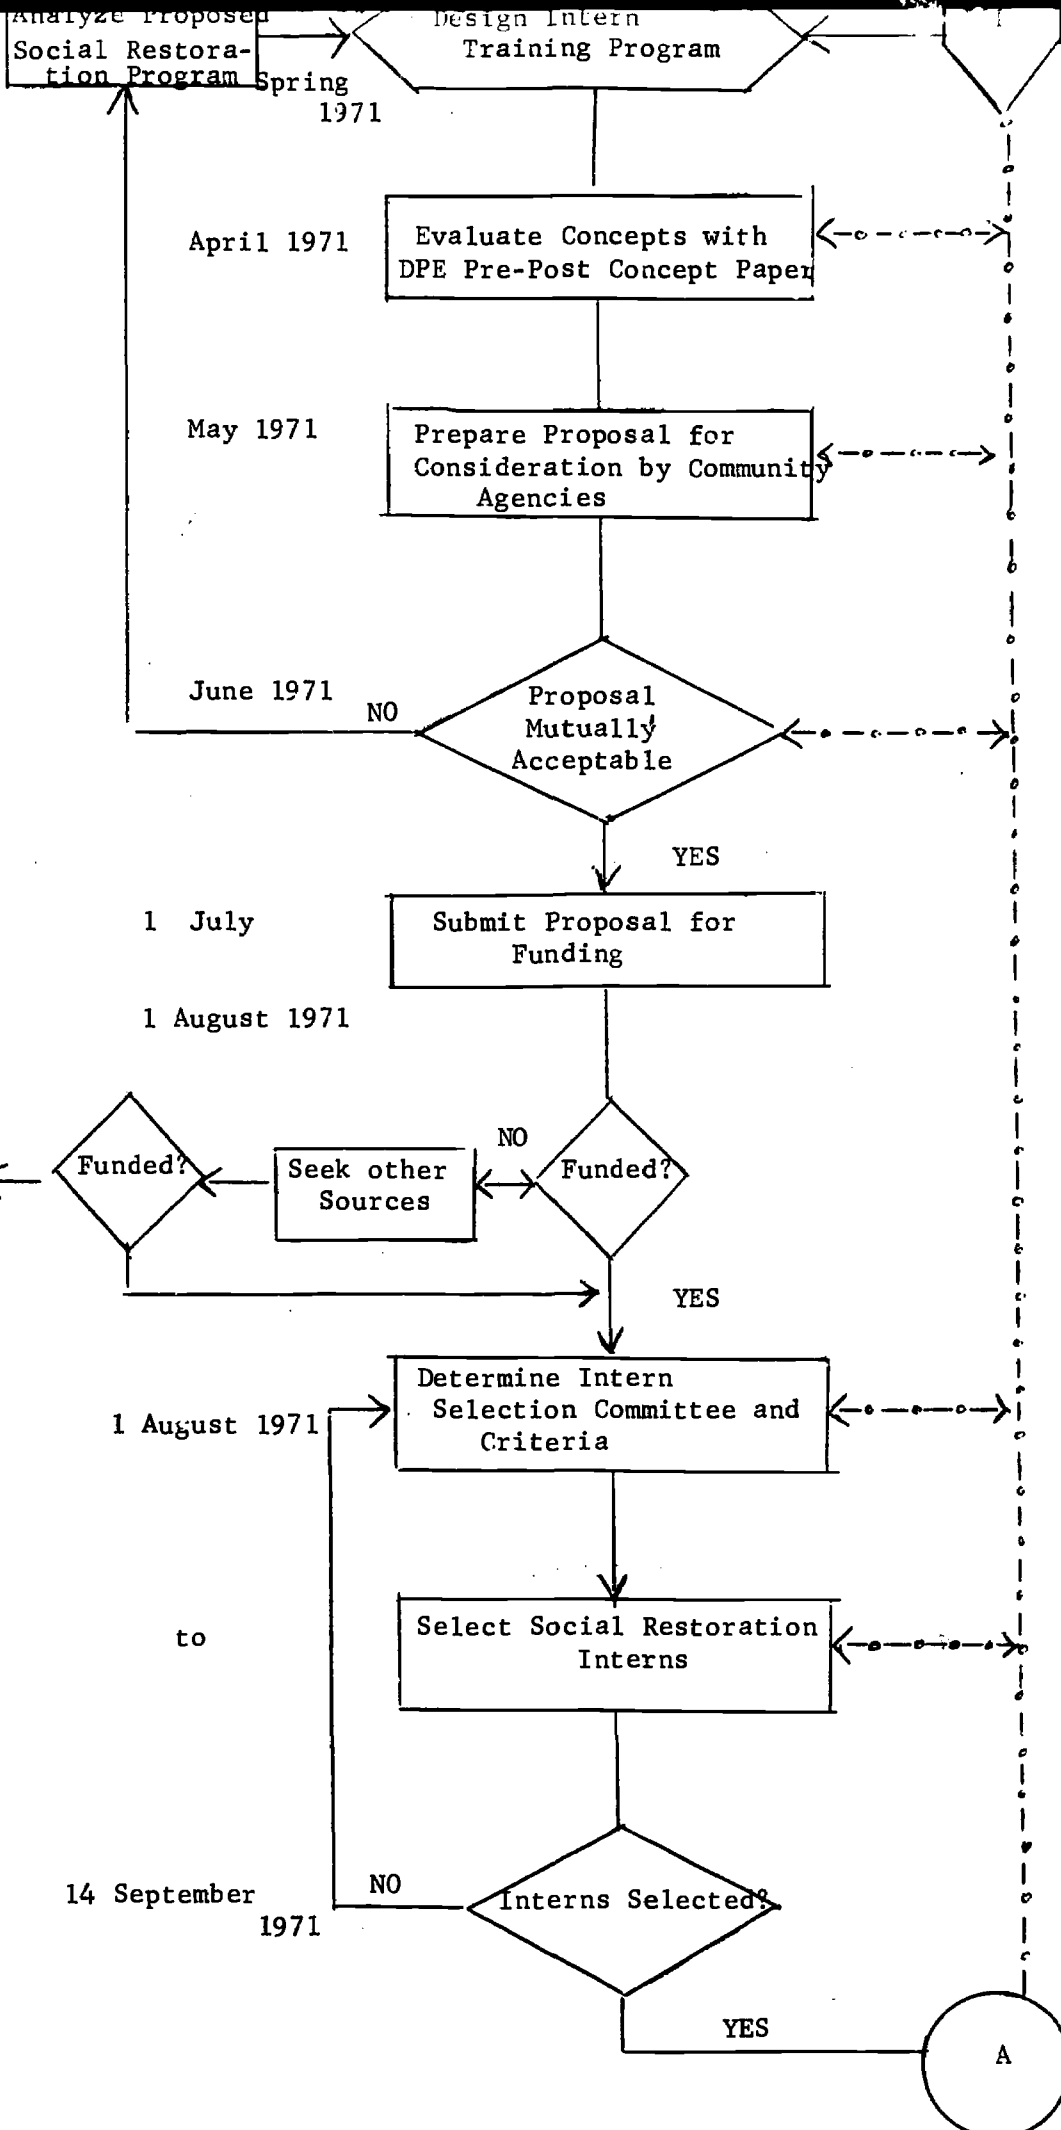 Analyze Proposed
Social Restora-
tion Program
Design Intern
Training Program
Spring
1971
April 1971
Evaluate Concepts with
DPE Pre-Post Concept Paper
May 1971
Prepare Proposal for
Consideration by Community
Agencies
June 1971
NO
Proposal
Mutually
Acceptable
YES
1 July
Submit Proposal for
Funding
1 August 1971
Funded?
Seek other
Sources
NO
Funded?
YES
1 August 1971
Determine Intern
Selection Committee and
Criteria
to
Select Social Restoration
Interns
14 September
1971
NO
Interns Selected?
YES
A